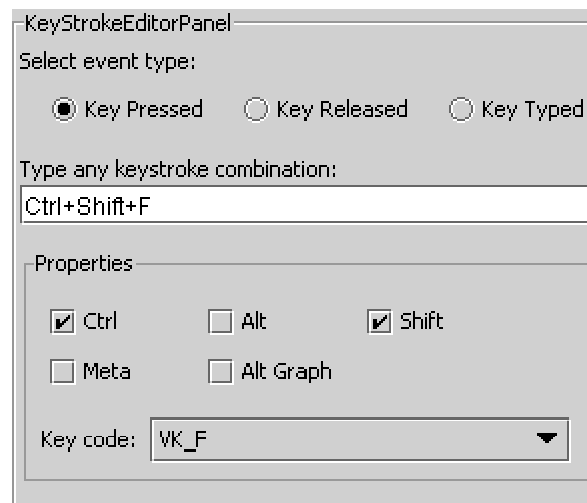 KeyStrokeEditorPanel
Select event type:
Key Pressed Key Released Key Typed
Type any keystroke combination:
Ctrl+Shift+F
Properties
Ctrl Alt Shift
Meta Alt Graph
Key code: VK_F